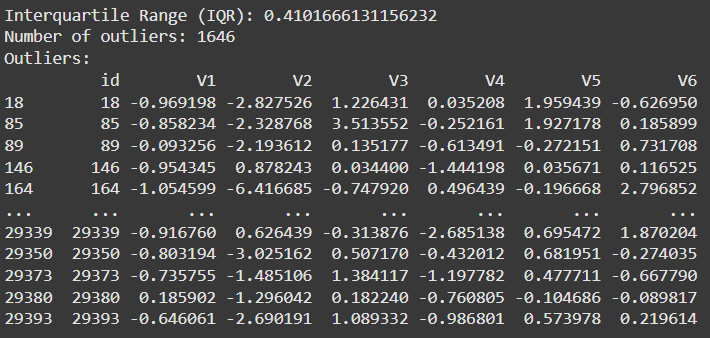 Interquartile Range (IQR): 0.4101666131156232
Number of outliers: 1646
Outliers:
id V1 V2 V3 V4 V5 V6
18 18 -0.969198 -2.827526 1.226431 0.035208 1.959439 -0.626950
85 85 -0.858234 -2.328768 3.513552 -0.252161 1.927178 0.185899
89 89 -0.093256 -2.193612 0.135177 -0.613491 -0.272151 0.731708
146 146 -0.954345 0.878243 0.034400 -1.444198 0.035671 0.116525
164 164 -1.054599 -6.416685 -0.747920 0.496439 -0.196668 2.796852
... ... ... ... ... ... ... ...
29339 29339 -0.916760 0.626439 -0.313876 -2.685138 0.695472 1.870204
29350 29350 -0.803194 -3.025162 0.507170 -0.432012 0.681951 -0.274035
29373 29373 -0.735755 -1.485106 1.384117 -1.197782 0.477711 -0.667790
29380 29380 0.185902 -1.296042 0.182240 -0.760805 -0.104686 -0.089817
29393 29393 -0.646061 -2.690191 1.089332 -0.986801 0.573978 0.219614